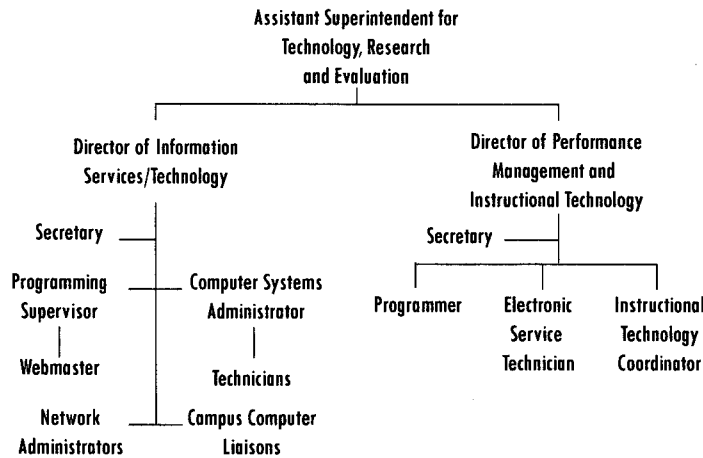 Assistant Superintendent for
Technology, Research
and Evaluation
Director of Information
Services/Technology
Secretary
Programming
Supervisor
Webmaster
Computer Systems
Administrator
Technicians
Network
Administrators
Campus Computer
Liaisons
Director of Performance
Management and
Instructional Technology
Secretary
Programmer
Electronic
Service
Technician
Instructional
Technology
Coordinator